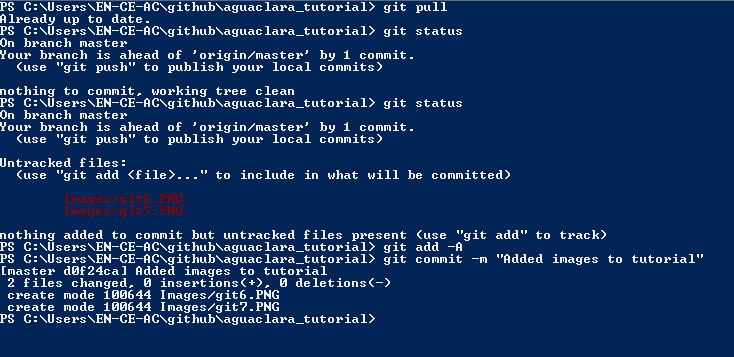 PS C:\Users\EN-CE-AC\github\aguaclara_tutorial> git pull
Already up to date.
PS C:\Users\EN-CE-AC\github\aguaclara_tutorial> git status
On branch master
Your branch is ahead of 'origin/master' by 1 commit.
  (use "git push" to publish your local commits)

nothing to commit, working tree clean
PS C:\Users\EN-CE-AC\github\aguaclara_tutorial> git status
On branch master
Your branch is ahead of 'origin/master' by 1 commit.
  (use "git push" to publish your local commits)

Untracked files:
  (use "git add <file>..." to include in what will be committed)

        Images/git6.PNG
        Images/git7.PNG

nothing added to commit but untracked files present (use "git add" to track)
PS C:\Users\EN-CE-AC\github\aguaclara_tutorial> git add -A
PS C:\Users\EN-CE-AC\github\aguaclara_tutorial> git commit -m "Added images to tutorial"
[master d0f24ca] Added images to tutorial
 2 files changed, 0 insertions(+), 0 deletions(-)
 create mode 100644 Images/git6.PNG
 create mode 100644 Images/git7.PNG
PS C:\Users\EN-CE-AC\github\aguaclara_tutorial>